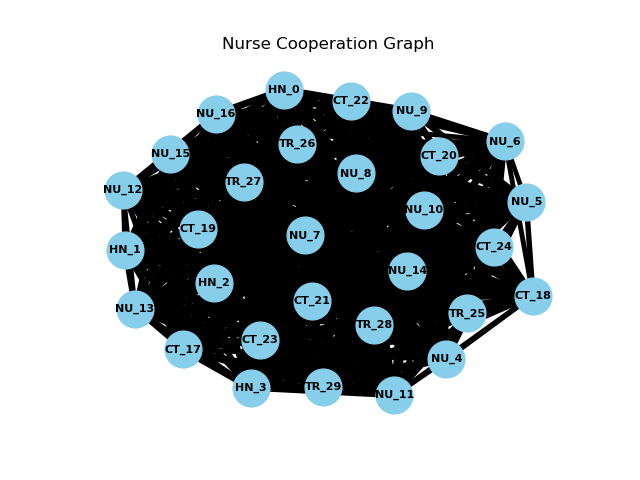 Nurse Cooperation Graph
HN_0
CT_22
NU_9
NU_16
NU_6
TR_26
NU_15
CT_20
NU_8
TR_27
NU_12
NU_5
NU_10
CT_19
NU_7
CT_24
HN_1
NU_14
HN_2
CT_18
CT_21
NU_13
TR_25
TR_28
CT_23
CT_17
NU_4
TR_29
HN_3
NU_11